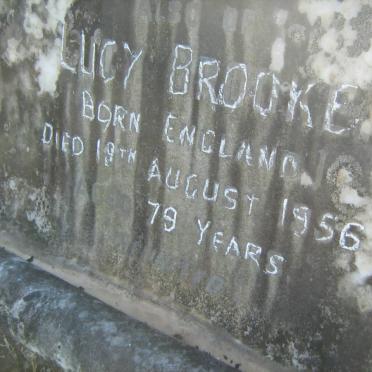 LUCY BROOKE
BORN ENGLAND
DIED 19TH AUGUST 1956
79 YEARS